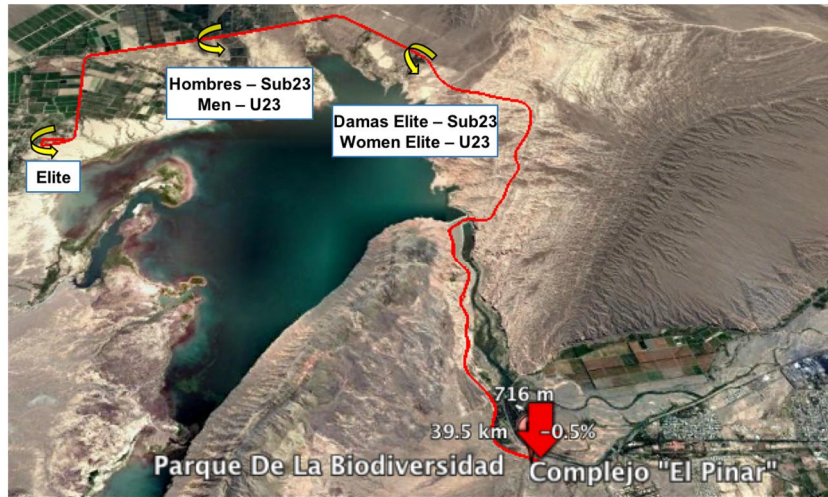 Hombres – Sub23
Men – U23
Damas Elite – Sub23
Women Elite – U23
Elite
716 m
39.5 km
-0.5%
Parque De La Biodiversidad
Complejo "El Pinar"